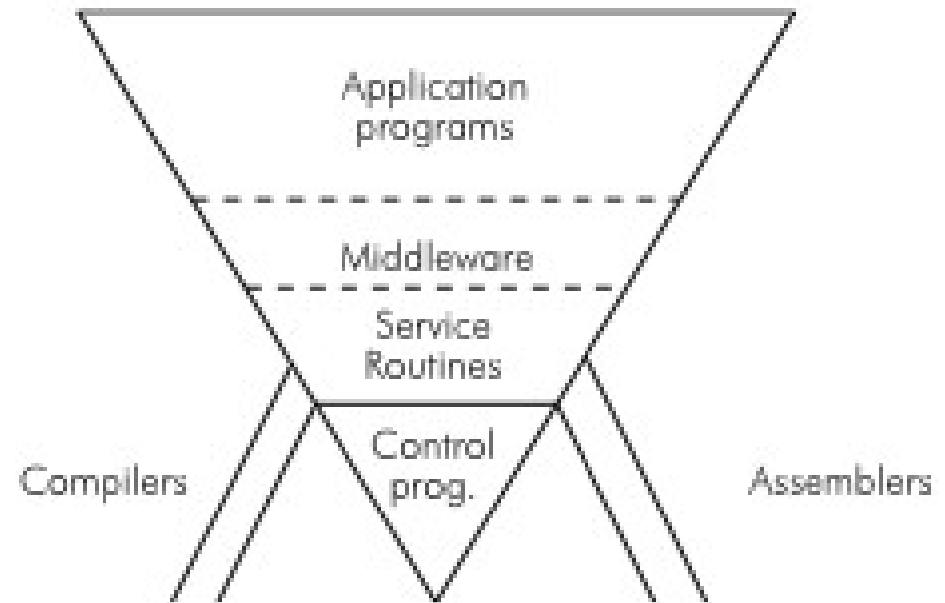 Application
programs
Middleware
Service
Routines
Control
prog.
Compilers
Assemblers